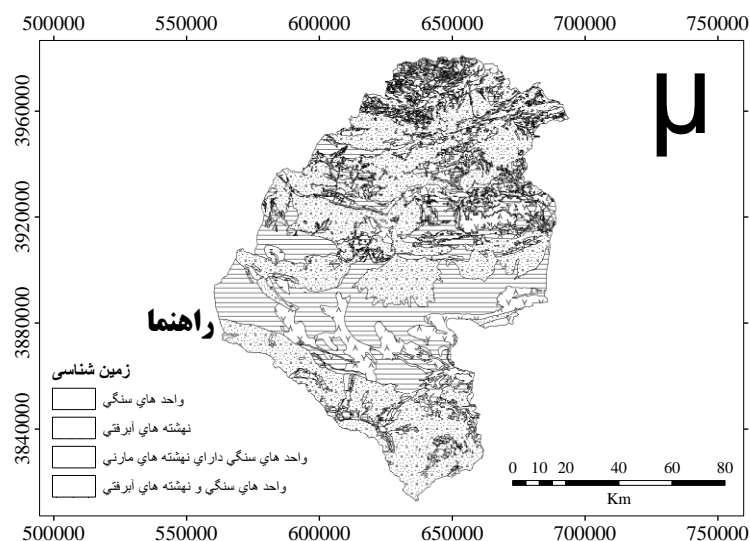 500000 550000 600000 650000 700000 750000
3960000
3920000
3880000
3840000
µ
راهنما
زمين شناسى
واحد هاي سنگي
نهشته هاي آبرفتي
واحد هاي سنگي داراي نهشته هاي مارني
واحد هاي سنگي و نهشته هاي آبرفتي
0 10 20 40 60 80
Km
500000 550000 600000 650000 700000 750000